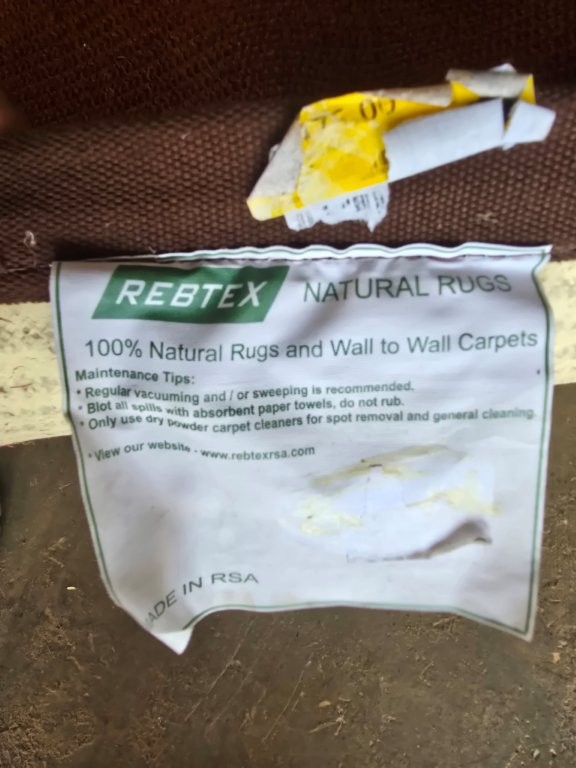 00
REBTEX NATURAL RUGS
100% Natural Rugs and Wall to Wall Carpets
Maintenance Tips:
* Regular vacuuming and / or sweeping is recommended.
* Blot all spills with absorbent paper towels, do not rub.
* Only use dry powder carpet cleaners for spot removal and general cleaning.
* View our website - www.rebtexrsa.com
MADE IN RSA